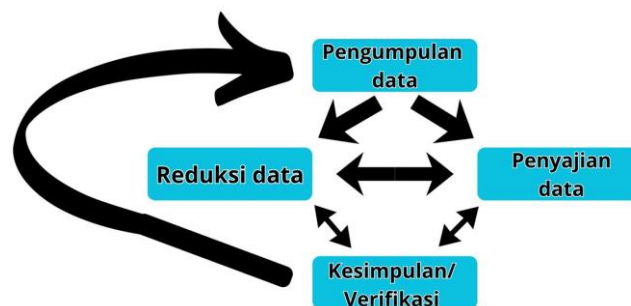 Pengumpulan
data
Reduksi data
Penyajian
data
Kesimpulan/
Verifikasi